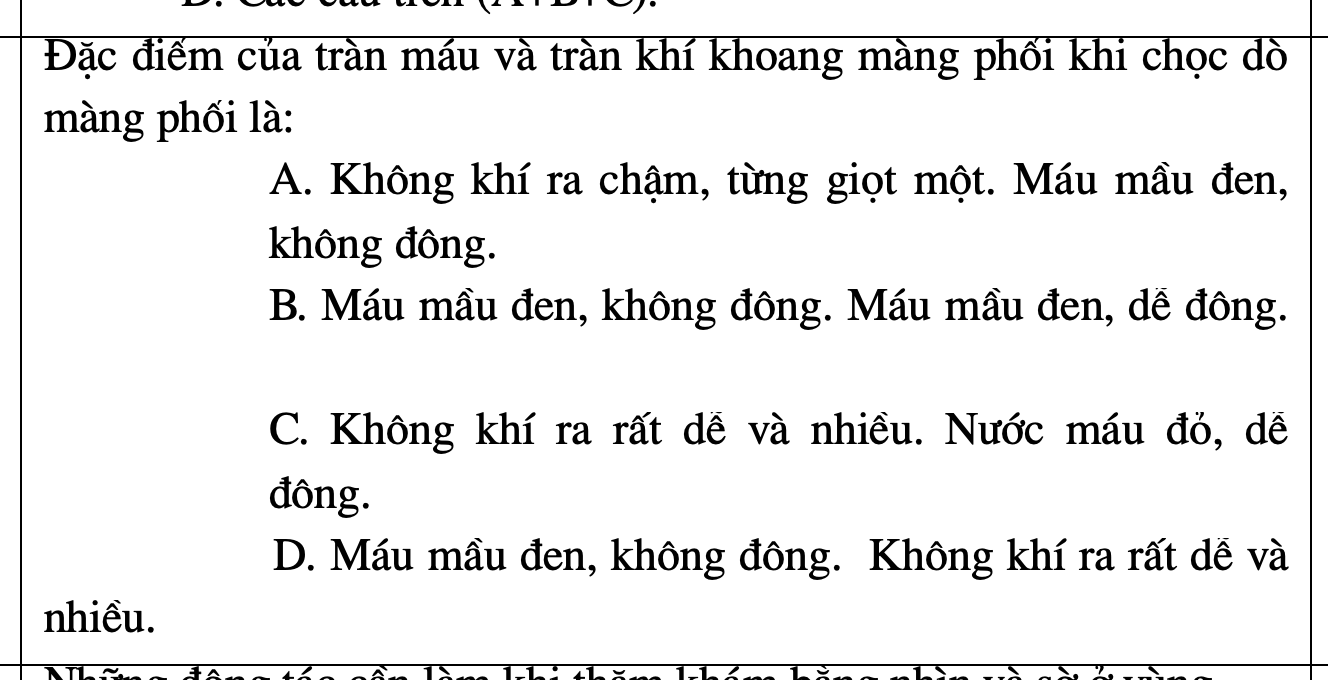 D. Các câu trên (A+B+C).
Đặc điểm của tràn máu và tràn khí khoang màng phổi khi chọc dò
màng phổi là:
A. Không khí ra chậm, từng giọt một. Máu mầu đen,
không đông.
B. Máu mầu đen, không đông. Máu mầu đen, dễ đông.
C. Không khí ra rất dễ và nhiều. Nước máu đỏ, dễ
đông.
D. Máu mầu đen, không đông. Không khí ra rất dễ và
nhiều.
Những động tác cần làm khi thăm khám bằng nhìn và sờ ở vùng